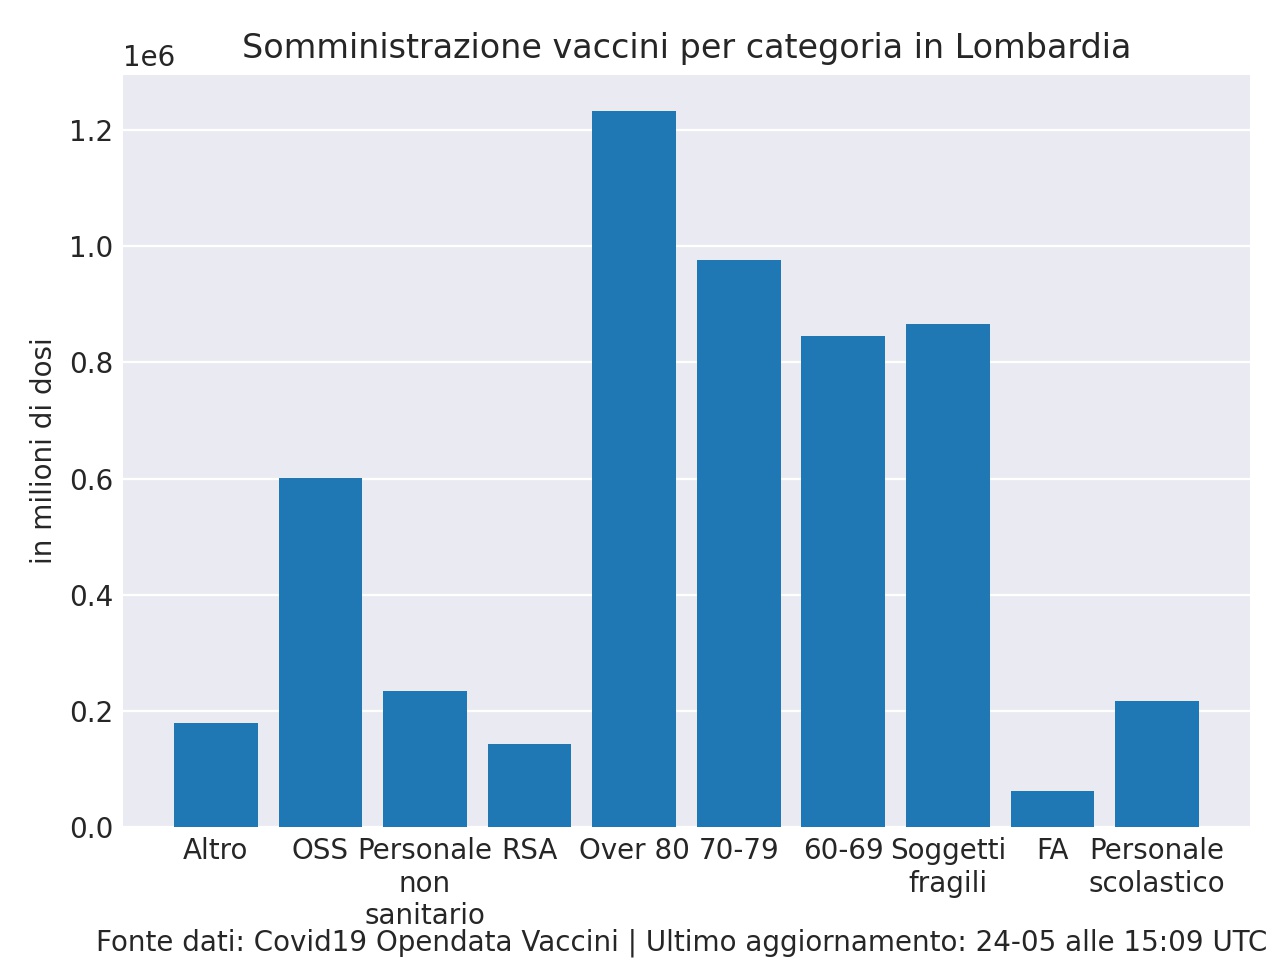 Somministrazione vaccini per categoria in Lombardia
1e6
1.2
1.0
0.8
0.6
0.4
0.2
0.0
in milioni di dosi
Altro
OSS
Personale
non
sanitario
RSA
Over 80
70-79
60-69
Soggetti
fragili
FA
Personale
scolastico
Fonte dati: Covid19 Opendata Vaccini | Ultimo aggiornamento: 24-05 alle 15:09 UTC